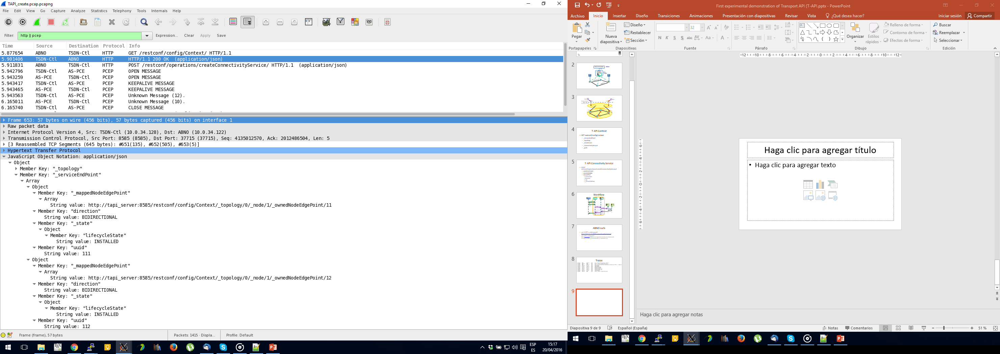 TAPI_create.pcap.pcapng
File Edit View Go Capture Analyze Statistics Telephony Tools Internals Help
Filter: http || pcep Expression... Clear Apply Save
Time Source Destination Protocol Info
5.877654 ABNO TSDN-Ctl HTTP GET /restconf/config/Context/ HTTP/1.1
5.901406 TSDN-Ctl ABNO HTTP HTTP/1.1 200 OK (application/json)
5.911831 ABNO TSDN-Ctl HTTP POST /restconf/operations/createConnectivityService/ HTTP/1.1 (application/json)
5.942796 TSDN-Ctl AS-PCE PCEP OPEN MESSAGE
5.943259 AS-PCE TSDN-Ctl PCEP OPEN MESSAGE
5.943417 TSDN-Ctl AS-PCE PCEP KEEPALIVE MESSAGE
5.943465 AS-PCE TSDN-Ctl PCEP KEEPALIVE MESSAGE
5.943563 TSDN-Ctl AS-PCE PCEP Unknown Message (12).
6.165011 AS-PCE TSDN-Ctl PCEP Unknown Message (10).
6.165740 TSDN-Ctl AS-PCE PCEP CLOSE MESSAGE
Frame 653: 57 bytes on wire (456 bits), 57 bytes captured (456 bits) on interface 1
Raw packet data
Internet Protocol Version 4, Src: TSDN-Ctl (10.0.34.128), Dst: ABNO (10.0.34.122)
Transmission Control Protocol, Src Port: 8585 (8585), Dst Port: 37715 (37715), Seq: 4135012570, Ack: 2012486504, Len: 5
[3 Reassembled TCP Segments (645 bytes): #651(135), #652(505), #653(5)]
Hypertext Transfer Protocol
JavaScript Object Notation: application/json
Object
Member Key: "_topology"
Member Key: "_serviceEndPoint"
Array
Object
Member Key: "_mappedNodeEdgePoint"
Array
String value: http://tapi_server:8585/restconf/config/Context/_topology/0/_node/1/_ownedNodeEdgePoint/11
Member Key: "direction"
String value: BIDIRECTIONAL
Member Key: "_state"
Object
Member Key: "lifecycleState"
String value: INSTALLED
Member Key: "uuid"
String value: 111
Object
Member Key: "_mappedNodeEdgePoint"
Array
String value: http://tapi_server:8585/restconf/config/Context/_topology/0/_node/1/_ownedNodeEdgePoint/12
Member Key: "direction"
String value: BIDIRECTIONAL
Member Key: "_state"
Object
Member Key: "lifecycleState"
String value: INSTALLED
Member Key: "uuid"
String value: 112
Frame (frame), 57 bytes Packets: 1415 · Displa... Profile: Default
ESP
ES
15:17
20/04/2016
First experimental demonstration of Transport API (T-API.pptx - PowerPoint
Archivo Inicio Insertar Diseño Transiciones Animaciones Presentación con diapositivas Revisar Vista ¿Qué desea hacer? Iniciar sesión Compartir
Pegar
Nueva
diapositiva
Diseño
Restablecer
Sección
32
N K S S abc AV Aa A
Organizar
Estilos
rápidos
Relleno de forma
Contorno de forma
Efectos de forma
Buscar
Reemplazar
Seleccionar
Portapapeles Diapositivas Fuente Párrafo Dibujo Edición
2
3
4
T-API Context
GET restconf/config/context
5
T-API Connectivity Service
6
Workflow
7
ABNO curls
8
Trazas
9
Haga clic para agregar título
• Haga clic para agregar texto
Haga clic para agregar notas
Diapositiva 9 de 9 Español (España) Notas Comentarios 51 %